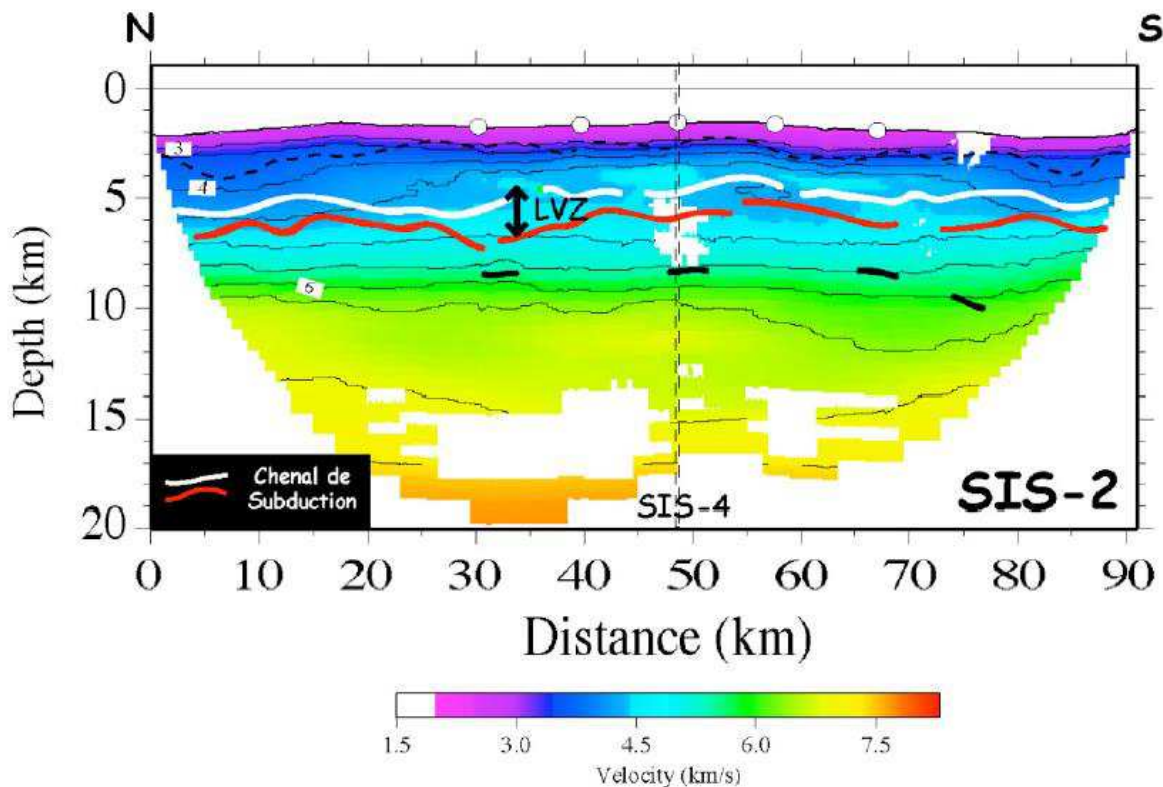 N
S
0
5
10
15
20
Depth (km)
3
4
6
LVZ
Chenal de
Subduction
SIS-4
SIS-2
0 10 20 30 40 50 60 70 80 90
Distance (km)
1.5 3.0 4.5 6.0 7.5
Velocity (km/s)